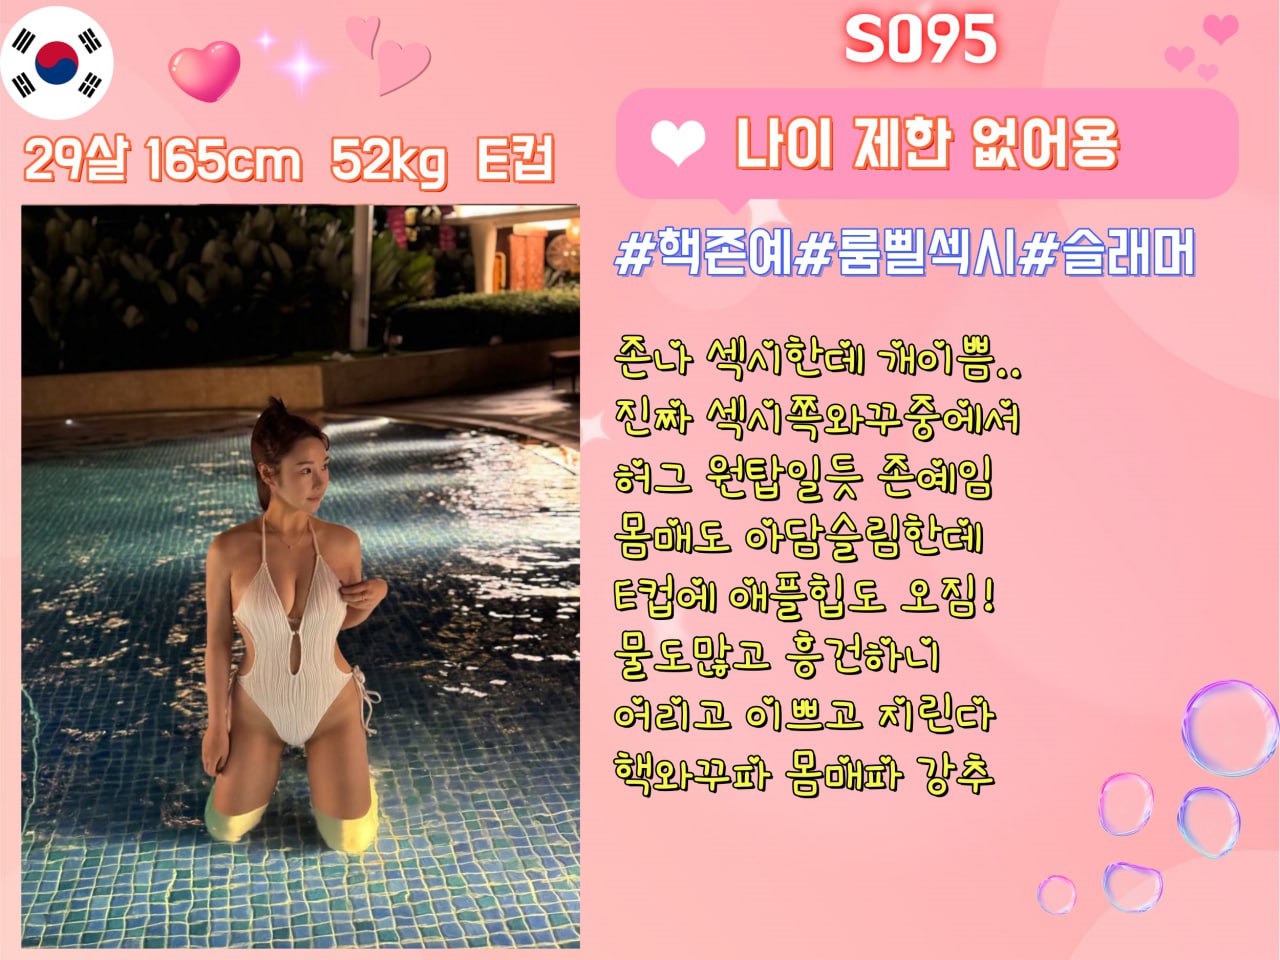 S095
29살 165cm 52kg E컵
나이 제한 없어용
#핵존예#룸삘섹시#슬래머
존나 섹시한데 개이쁨..
진짜 섹시쪽와꾸중에서
허그 원탑일듯 존예임
몸매도 아담슬림한데
E컵에 애플힙도 오짐!
물도많고 흥건하니
어리고 이쁘고 지린다
핵와꾸파 몸매파 강추